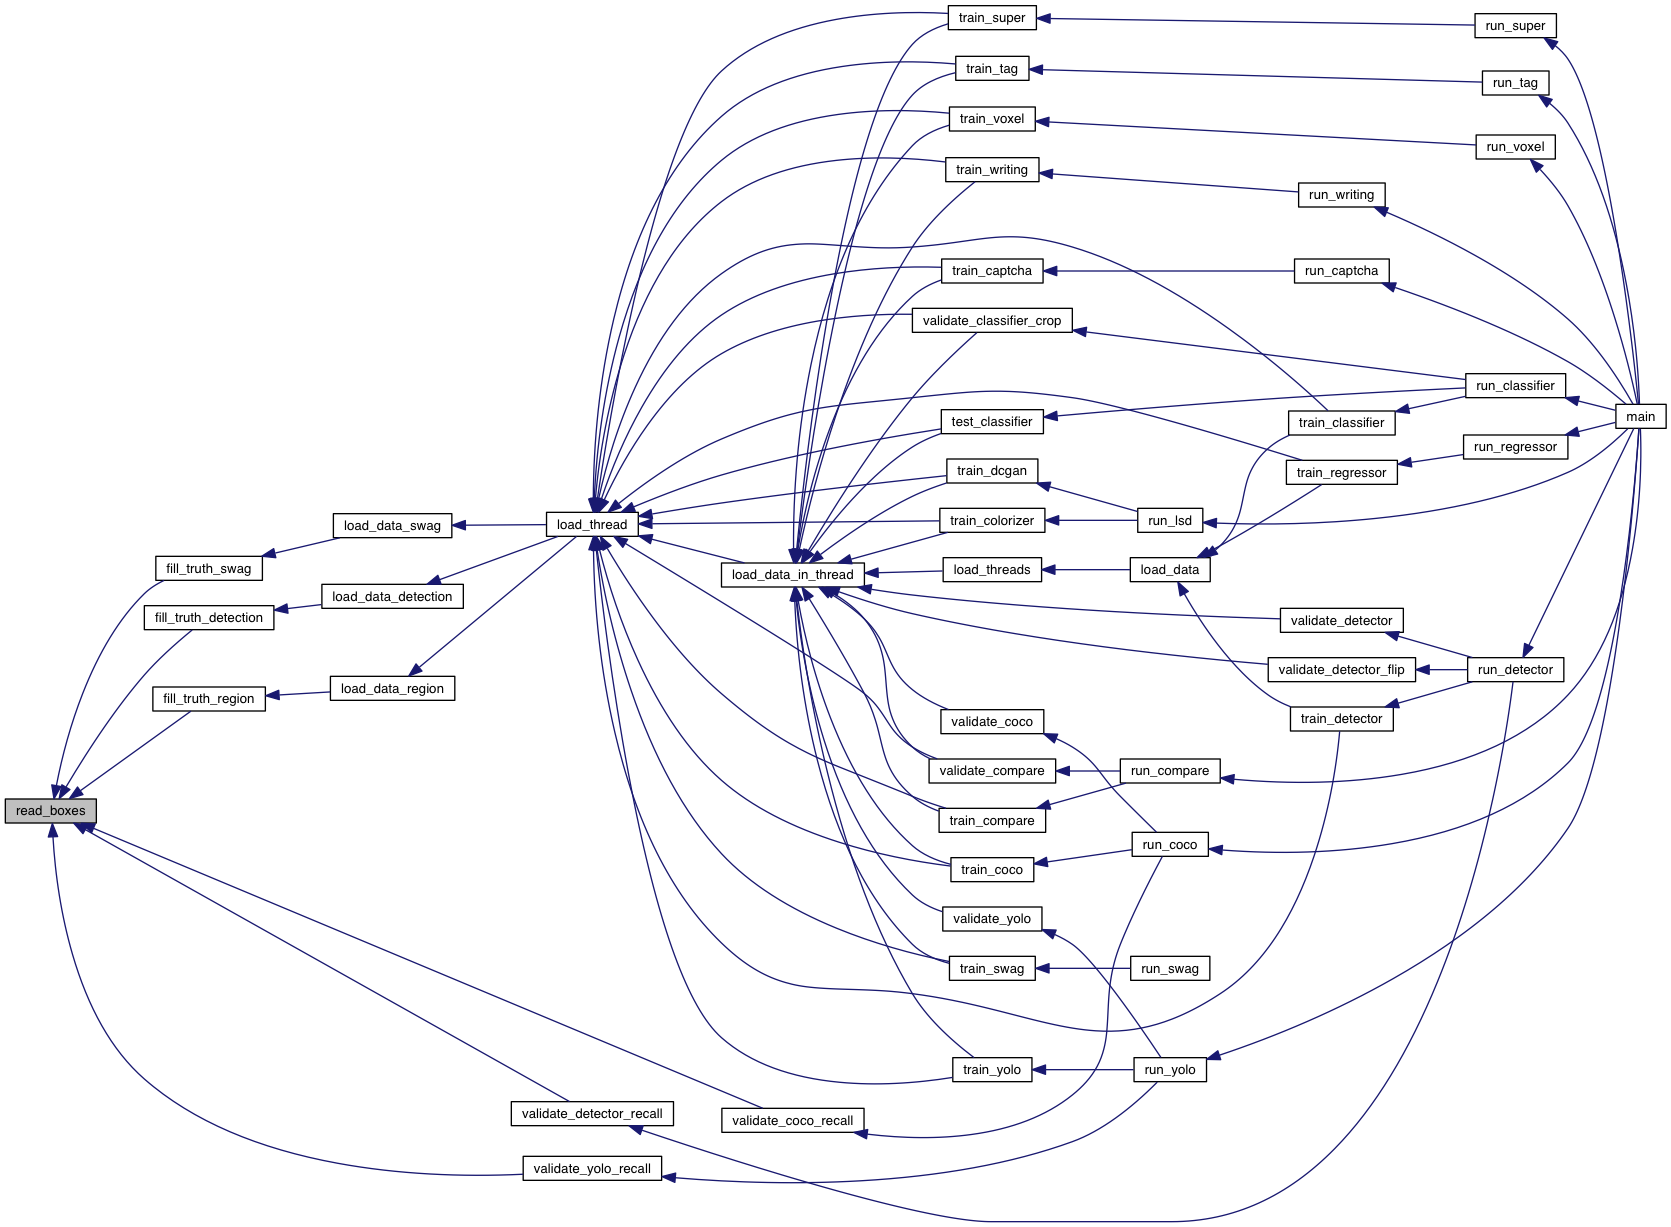 train_super
run_super
train_tag
run_tag
train_voxel
run_voxel
train_writing
run_writing
train_captcha
run_captcha
validate_classifier_crop
run_classifier
main
test_classifier
train_classifier
run_regressor
train_dcgan
train_regressor
load_data_swag
load_thread
train_colorizer
run_lsd
fill_truth_swag
load_data_in_thread
load_threads
load_data
load_data_detection
fill_truth_detection
validate_detector
validate_detector_flip
run_detector
fill_truth_region
load_data_region
validate_coco
train_detector
validate_compare
run_compare
read_boxes
train_compare
run_coco
train_coco
validate_yolo
train_swag
run_swag
train_yolo
run_yolo
validate_detector_recall
validate_coco_recall
validate_yolo_recall